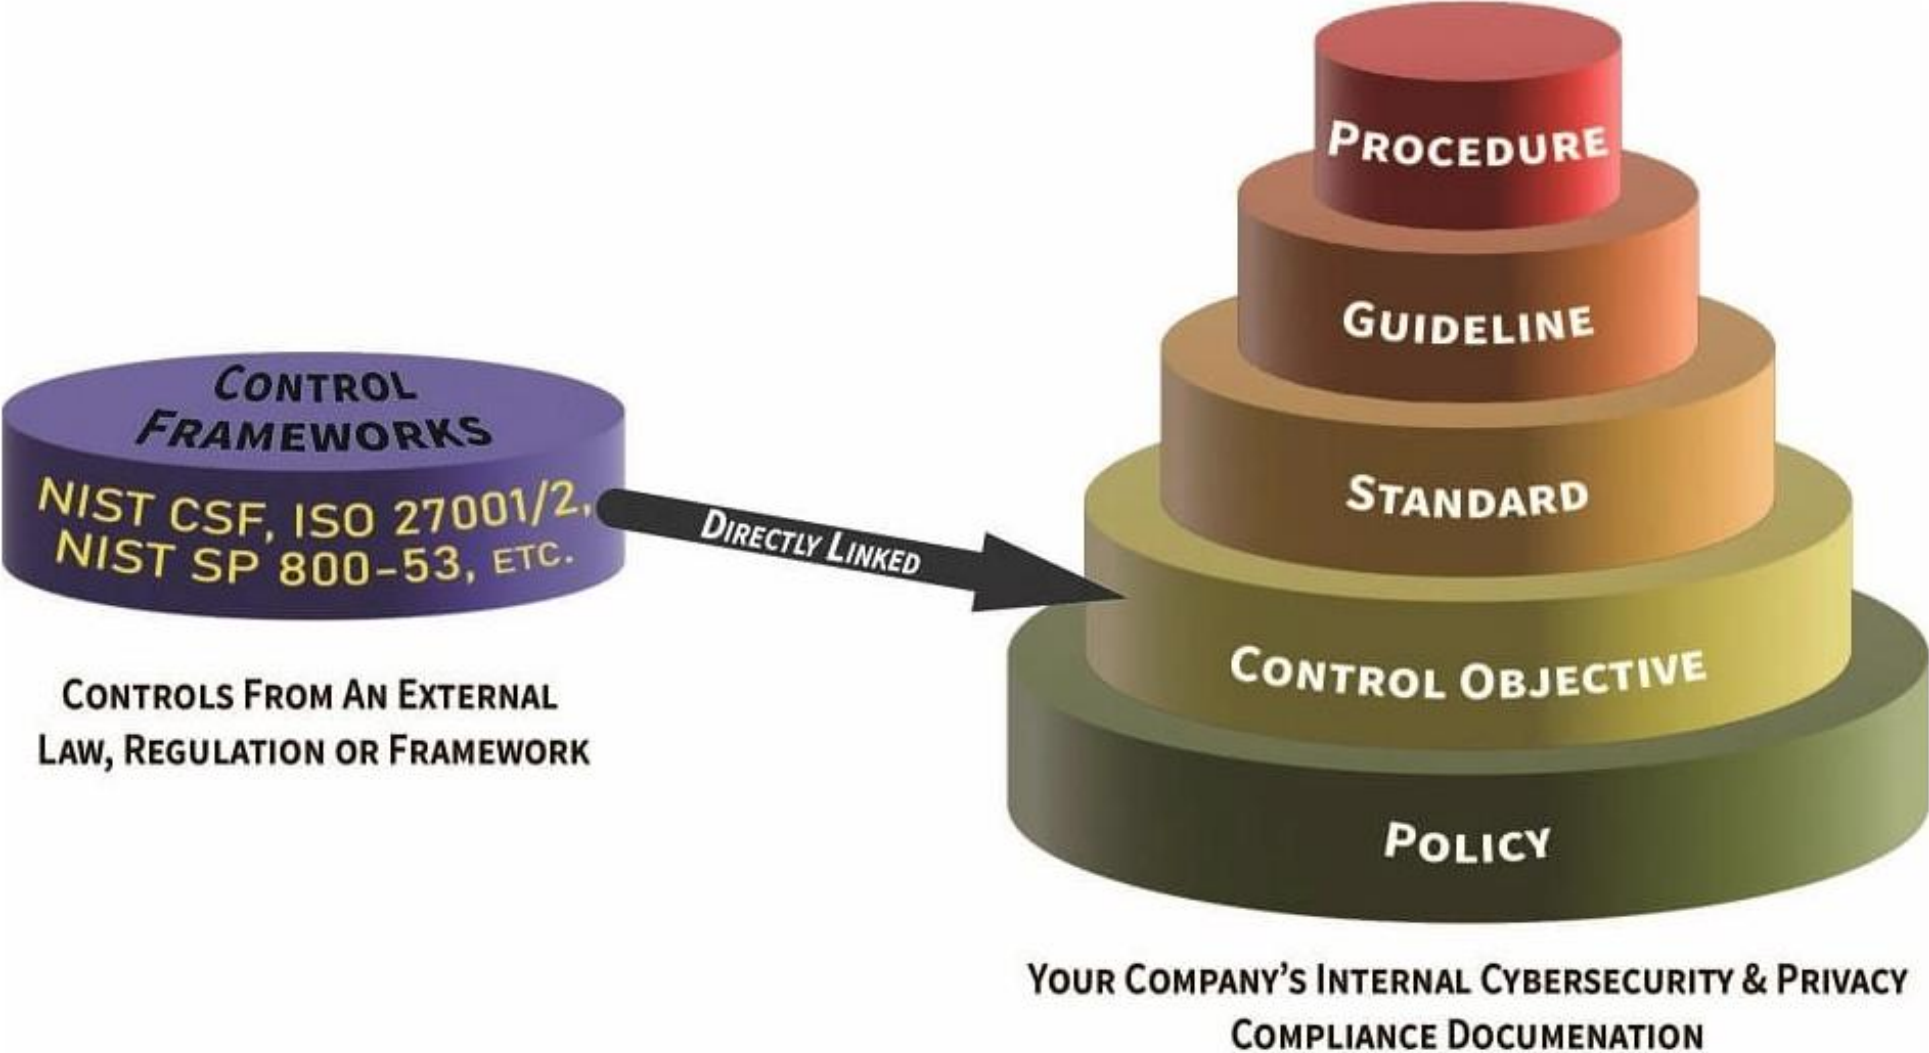 CONTROL
FRAMEWORKS
NIST CSF, ISO 27001/2,
NIST SP 800-53, ETC.
CONTROLS FROM AN EXTERNAL
LAW, REGULATION OR FRAMEWORK
DIRECTLY LINKED
PROCEDURE
GUIDELINE
STANDARD
CONTROL OBJECTIVE
POLICY
YOUR COMPANY'S INTERNAL CYBERSECURITY & PRIVACY
COMPLIANCE DOCUMENATION